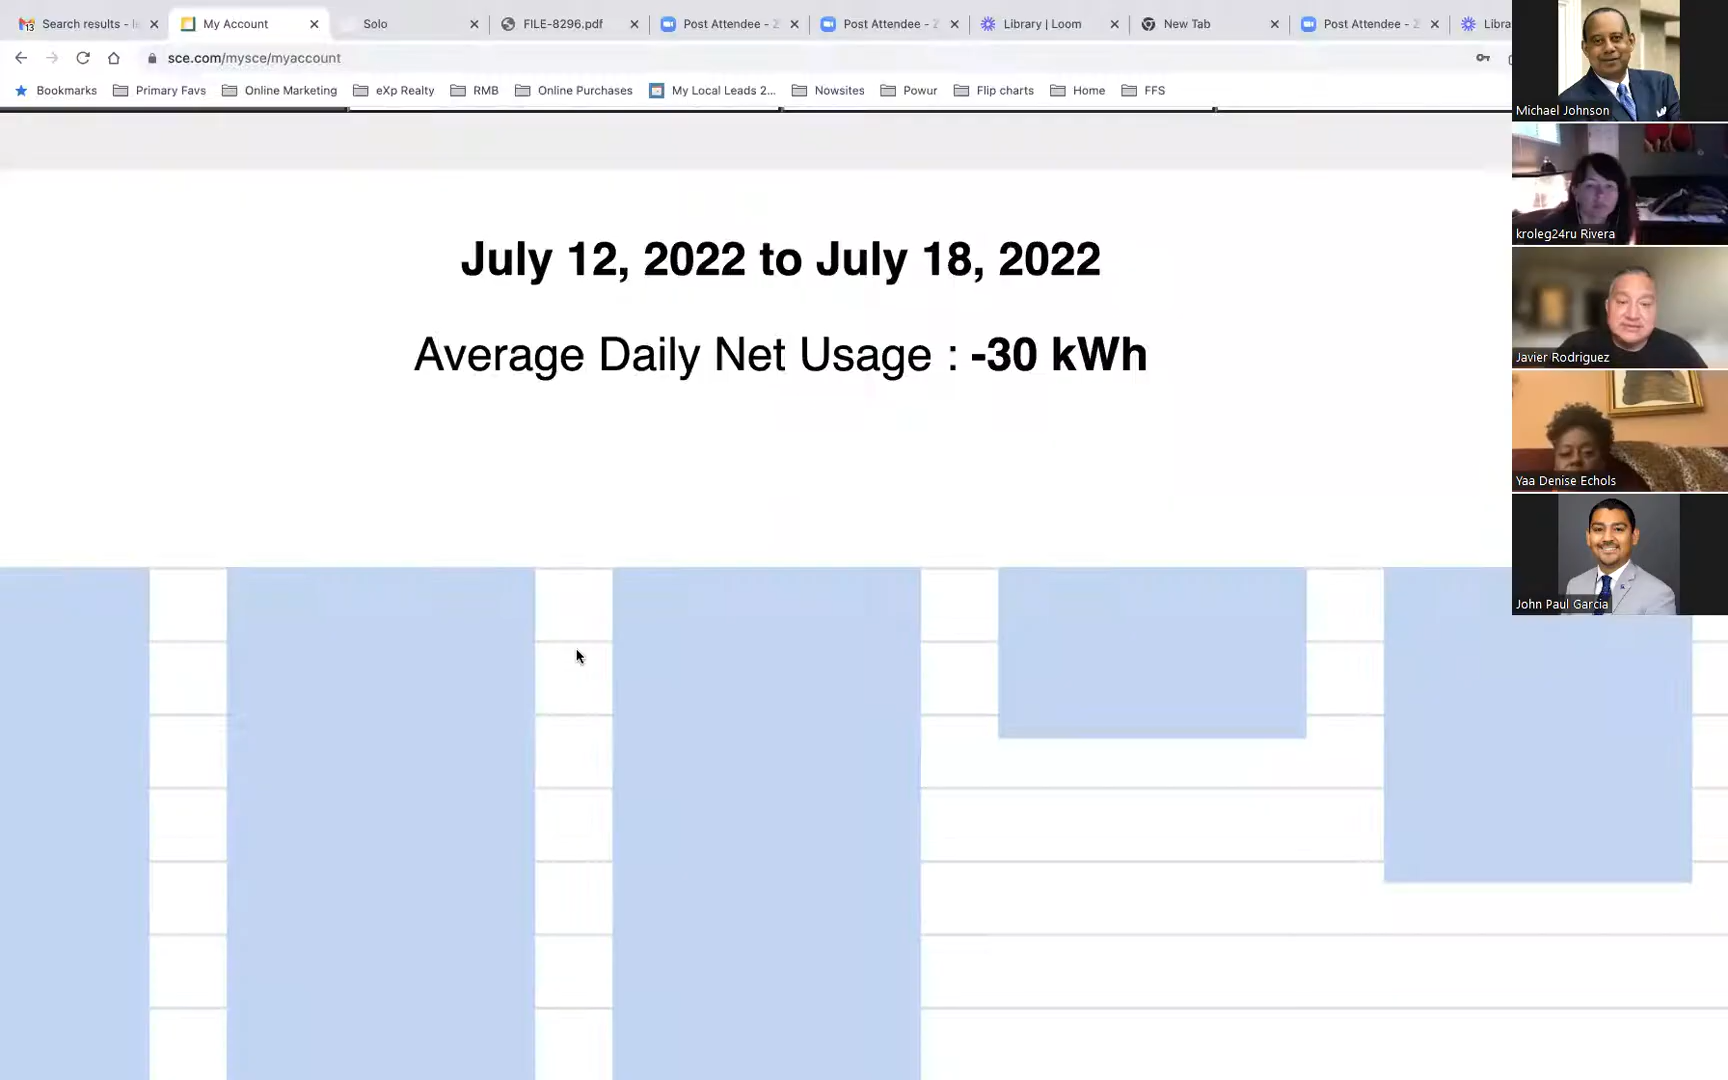 13
Search results - l
My Account
Solo
FILE-8296.pdf
Post Attendee - Z
Post Attendee - Z
Library | Loom
New Tab
Post Attendee - Z
Libra
sce.com/mysce/myaccount
Bookmarks
Primary Favs
Online Marketing
eXp Realty
RMB
Online Purchases
My Local Leads 2...
Nowsites
Powur
Flip charts
Home
FFS
July 12, 2022 to July 18, 2022
Average Daily Net Usage : -30 kWh
Michael Johnson
kroleg24ru Rivera
Javier Rodriguez
Yaa Denise Echols
John Paul Garcia